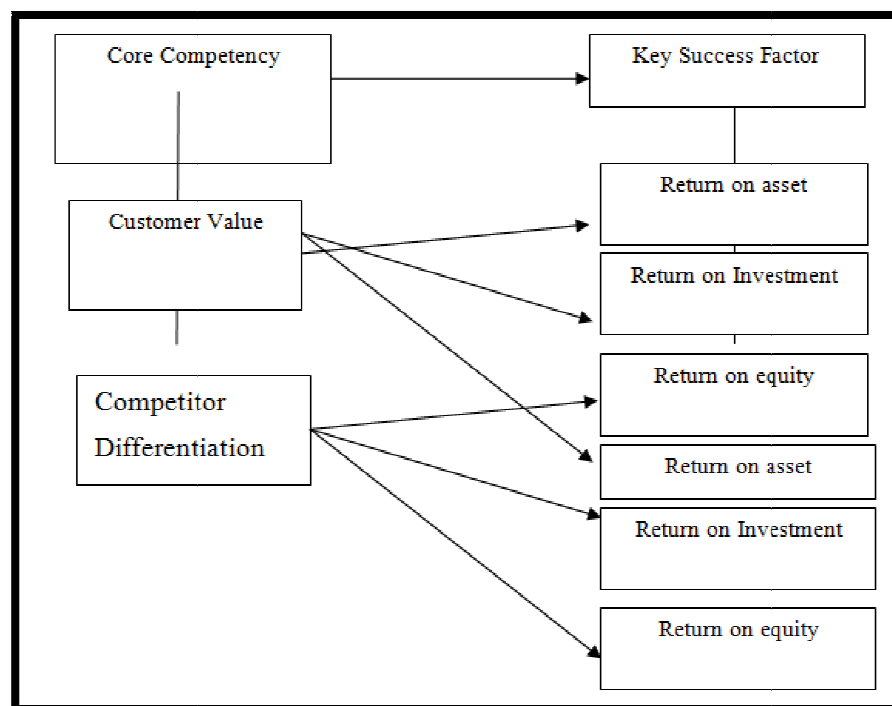 Core Competency
Key Success Factor
Return on asset
Customer Value
Return on Investment
Return on equity
Competitor
Differentiation
Return on asset
Return on Investment
Return on equity